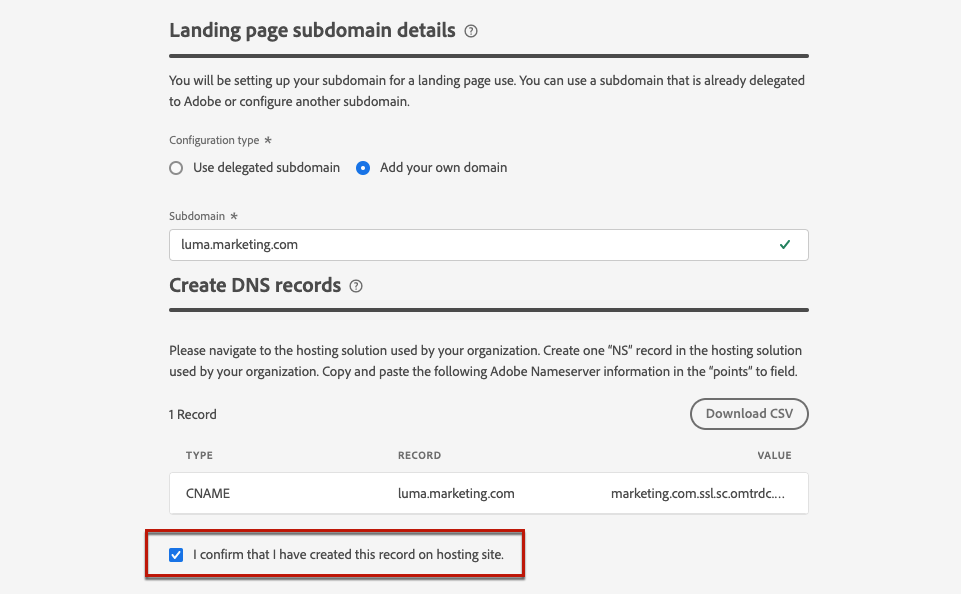 Landing page subdomain details
You will be setting up your subdomain for a landing page use. You can use a subdomain that is already delegated
to Adobe or configure another subdomain.
Configuration type *
Use delegated subdomain Add your own domain
Subdomain *
luma.marketing.com
Create DNS records
Please navigate to the hosting solution used by your organization. Create one "NS" record in the hosting solution
used by your organization. Copy and paste the following Adobe Nameserver information in the "points" to field.
1 Record Download CSV
TYPE RECORD VALUE
CNAME luma.marketing.com marketing.com.ssl.sc.omtrdc....
I confirm that I have created this record on hosting site.